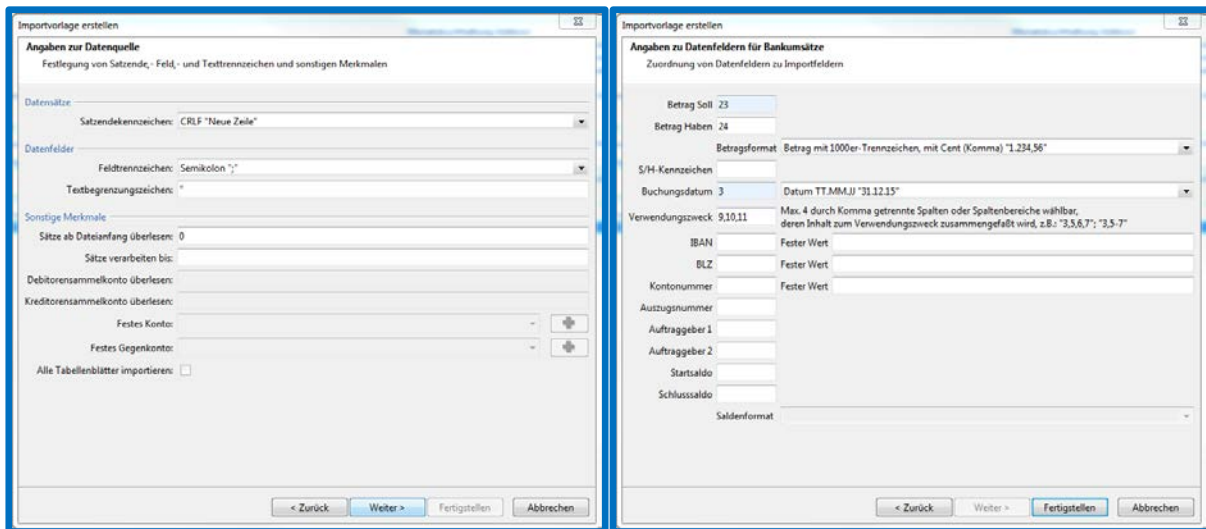 Importvorlage erstellen
Angaben zur Datenquelle
Festlegung von Satzende,- Feld,- und Texttrennzeichen und sonstigen Merkmalen
Datensätze
Satzendekennzeichen: CRLF "Neue Zeile"
Datenfelder
Feldtrennzeichen: Semikolon ";"
Textbegrenzungszeichen: "
Sonstige Merkmale
Sätze ab Dateianfang überlesen: 0
Sätze verarbeiten bis:
Debitorensammelkonto überlesen:
Kreditorensammelkonto überlesen:
Festes Konto:
Festes Gegenkonto:
Alle Tabellenblätter importieren:
< Zurück Weiter > Fertigstellen Abbrechen
Importvorlage erstellen
Angaben zu Datenfeldern für Bankumsätze
Zuordnung von Datenfeldern zu Importfeldern
Betrag Soll 23
Betrag Haben 24
Betragsformat Betrag mit 1000er-Trennzeichen, mit Cent (Komma) "1.234,56"
S/H-Kennzeichen
Buchungsdatum 3 Datum TT.MM.JJ "31.12.15"
Verwendungszweck 9,10,11 Max. 4 durch Komma getrennte Spalten oder Spaltenbereiche wählbar,
deren Inhalt zum Verwendungszweck zusammengefaßt wird, z.B.: "3,5,6,7"; "3,5-7"
IBAN Fester Wert
BLZ Fester Wert
Kontonummer Fester Wert
Auszugsnummer
Auftraggeber 1
Auftraggeber 2
Startsaldo
Schlusssaldo
Saldenformat
< Zurück Weiter > Fertigstellen Abbrechen